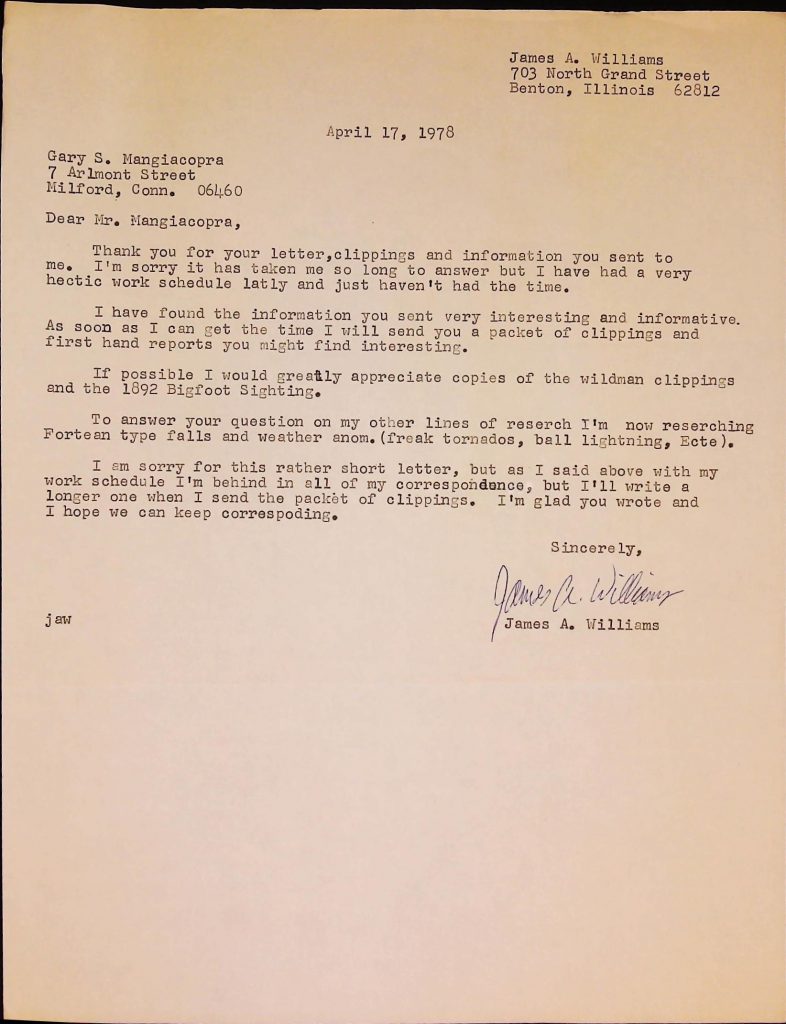 James A. Williams
703 North Grand Street
Benton, Illinois 62812
April 17, 1978
Gary S. Mangiacopra
7 Arlmont Street
Milford, Conn. 06460
Dear Mr. Mangiacopra,
Thank you for your letter,clippings and information you sent to
me. I'm sorry it has taken me so long to answer but I have had a very
hectic work schedule latly and just haven't had the time.
I have found the information you sent very interesting and informative.
As soon as I can get the time I will send you a packet of clippings and
first hand reports you might find interesting.
If possible I would greatly appreciate copies of the wildman clippings
and the 1892 Bigfoot Sighting.
To answer your question on my other lines of reserch I'm now reserching
Fortean type falls and weather anom.(freak tornados, ball lightning, Ecte).
I am sorry for this rather short letter, but as I said above with my
work schedule I'm behind in all of my correspondence, but I'll write a
longer one when I send the packet of clippings. I'm glad you wrote and
I hope we can keep correspoding.
Sincerely,
James A. Williams
James A. Williams
jaw